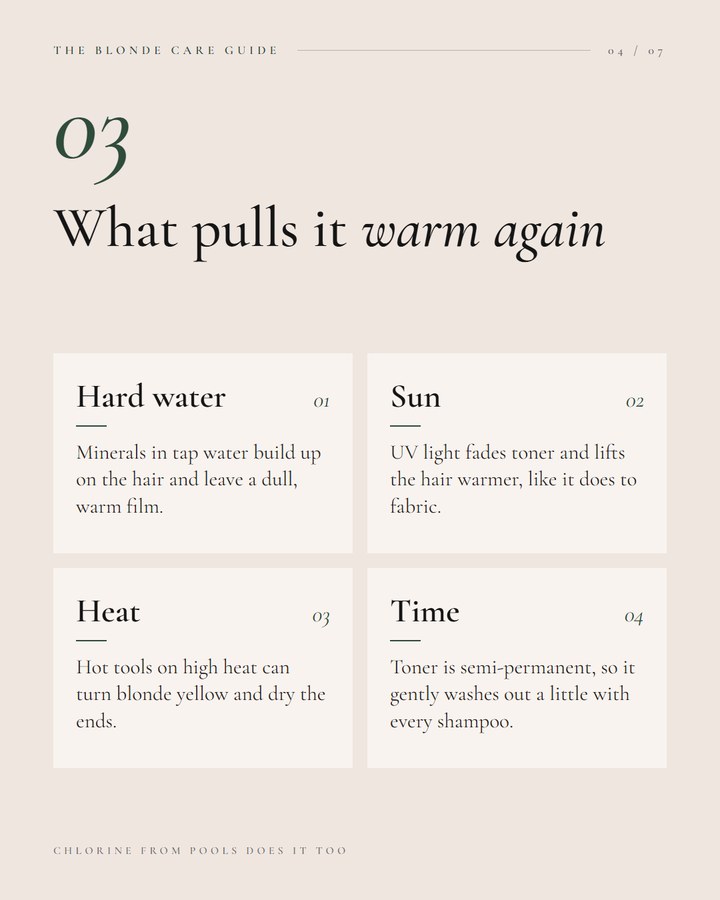 THE BLONDE CARE GUIDE
04 / 07
03
What pulls it warm again
Hard water
01
Minerals in tap water build up
on the hair and leave a dull,
warm film.
Sun
02
UV light fades toner and lifts
the hair warmer, like it does to
fabric.
Heat
03
Hot tools on high heat can
turn blonde yellow and dry the
ends.
Time
04
Toner is semi-permanent, so it
gently washes out a little with
every shampoo.
CHLORINE FROM POOLS DOES IT TOO